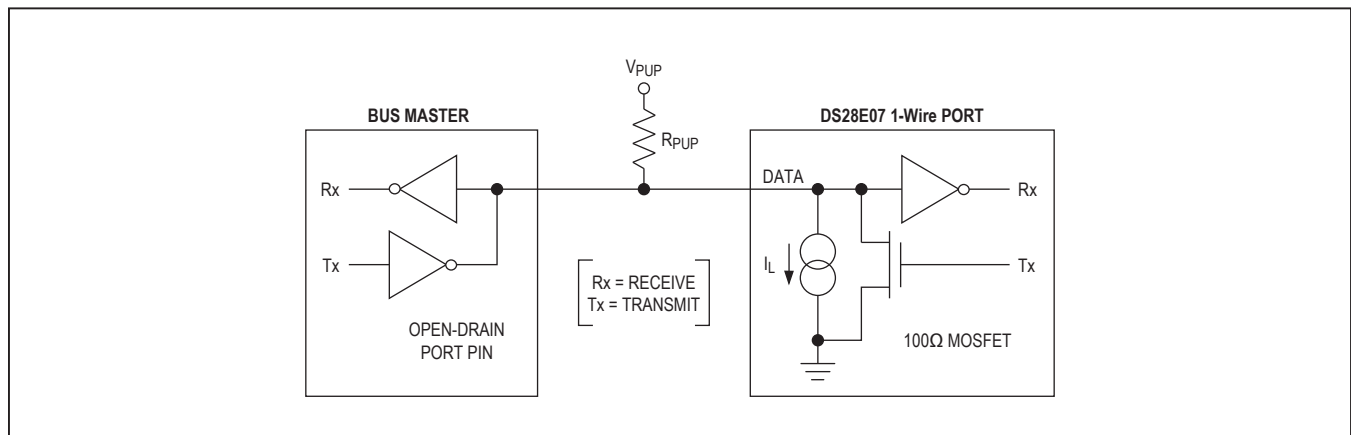 VPUP
BUS MASTER
DS28E07 1-Wire PORT
RPUP
Rx
DATA
Rx
Tx
IL
Tx
Rx = RECEIVE
Tx = TRANSMIT
OPEN-DRAIN
PORT PIN
100Ω MOSFET